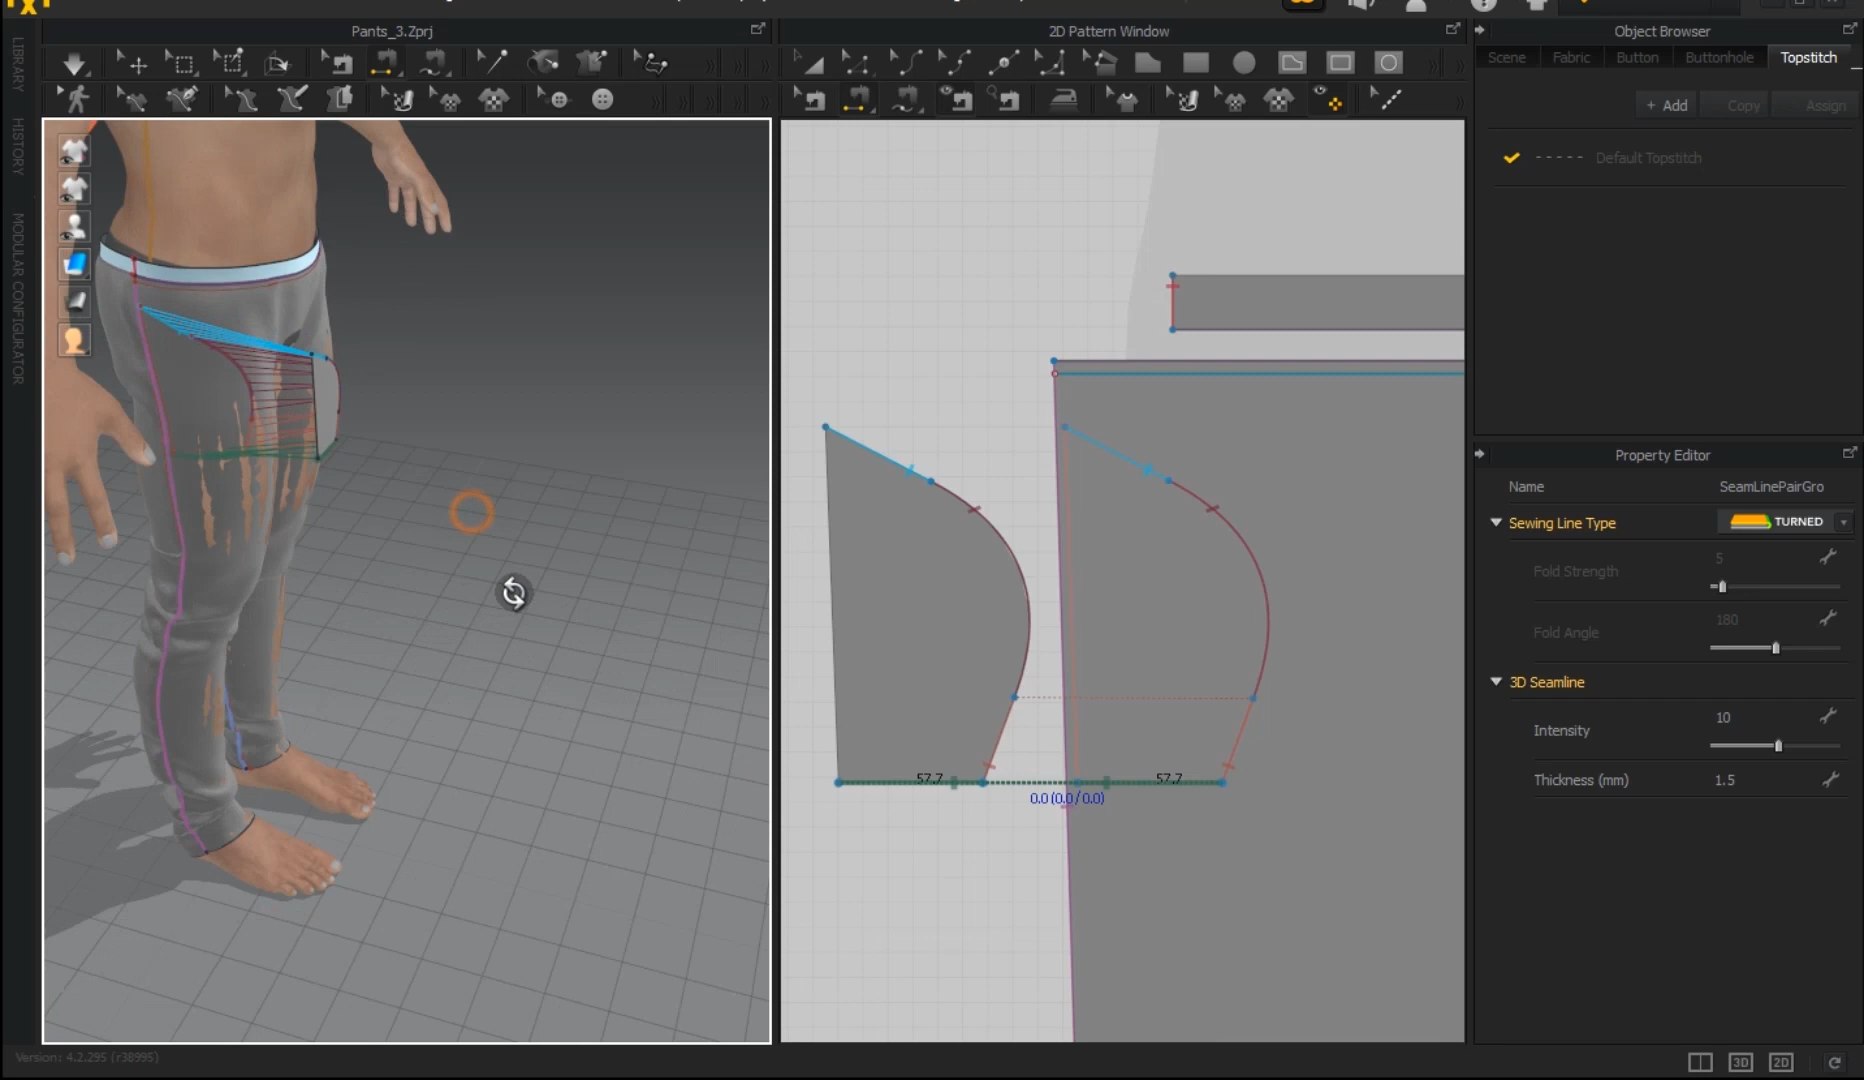 Pants_3.Zprj
2D Pattern Window
Object Browser
LIBRARY
HISTORY
MODULAR CONFIGURATOR
Scene
Fabric
Button
Buttonhole
Topstitch
+ Add
Copy
Assign
Default Topstitch
Property Editor
Name
SeamLinePairGro
Sewing Line Type
TURNED
Fold Strength
5
Fold Angle
180
3D Seamline
Intensity
10
Thickness (mm)
1.5
57.7
57.7
0.0 (0.0 / 0.0)
Version: 4.2.295 (r38995)
3D
2D